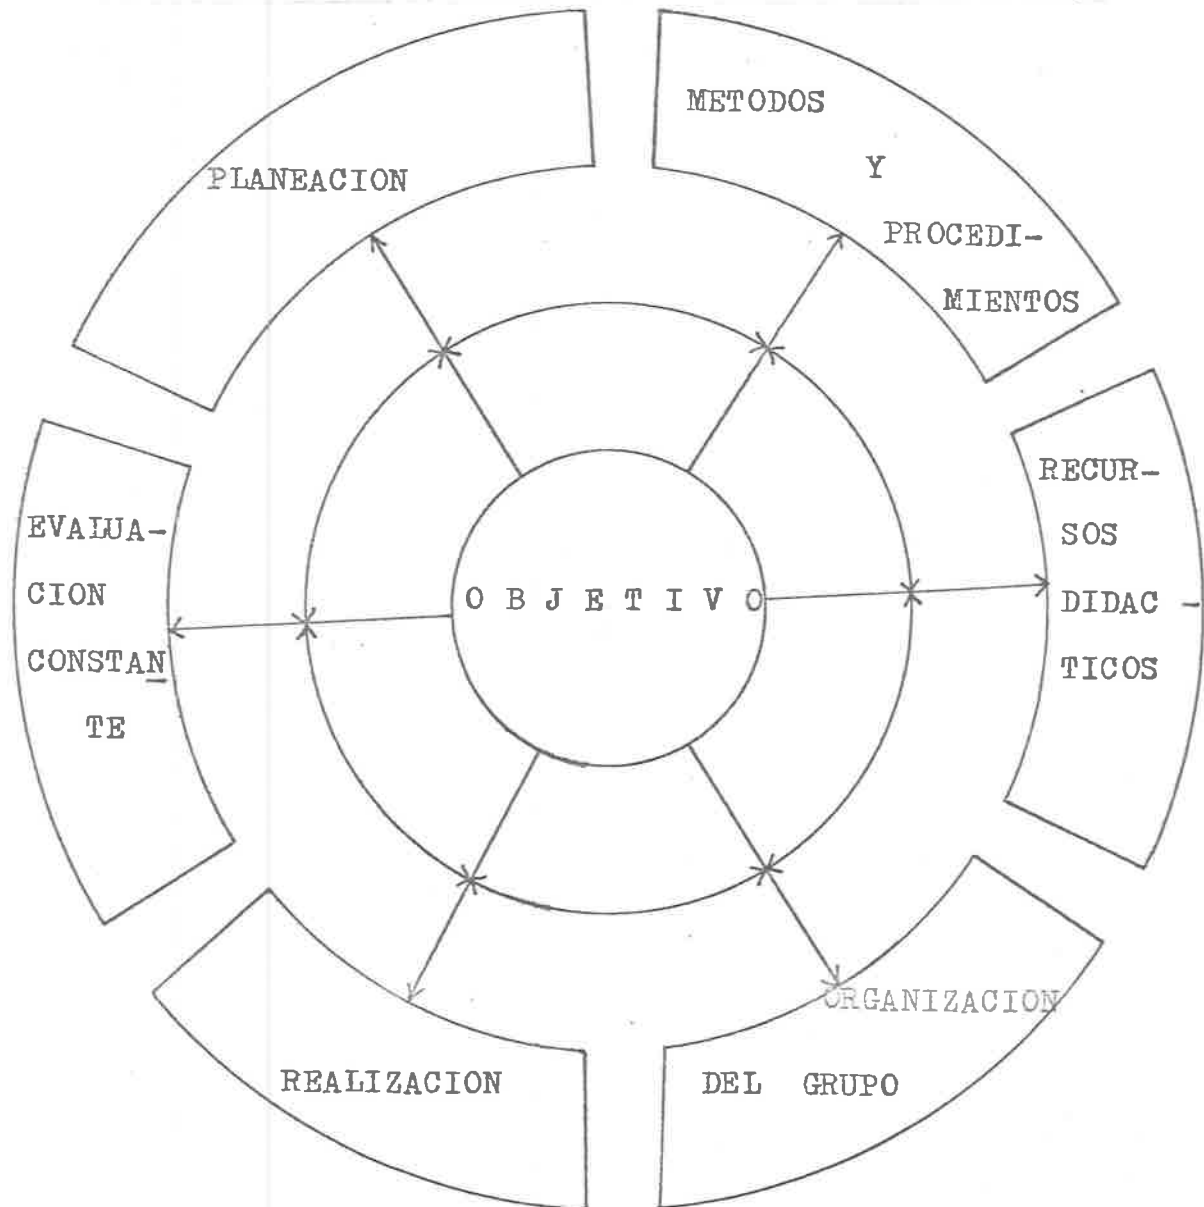 PLANEACION
METODOS
Y
PROCEDI-
MIENTOS
RECUR-
SOS
DIDAC -
TICOS
ORGANIZACION
DEL GRUPO
REALIZACION
EVALUA-
CION
CONSTAN
TE
O B J E T I V O